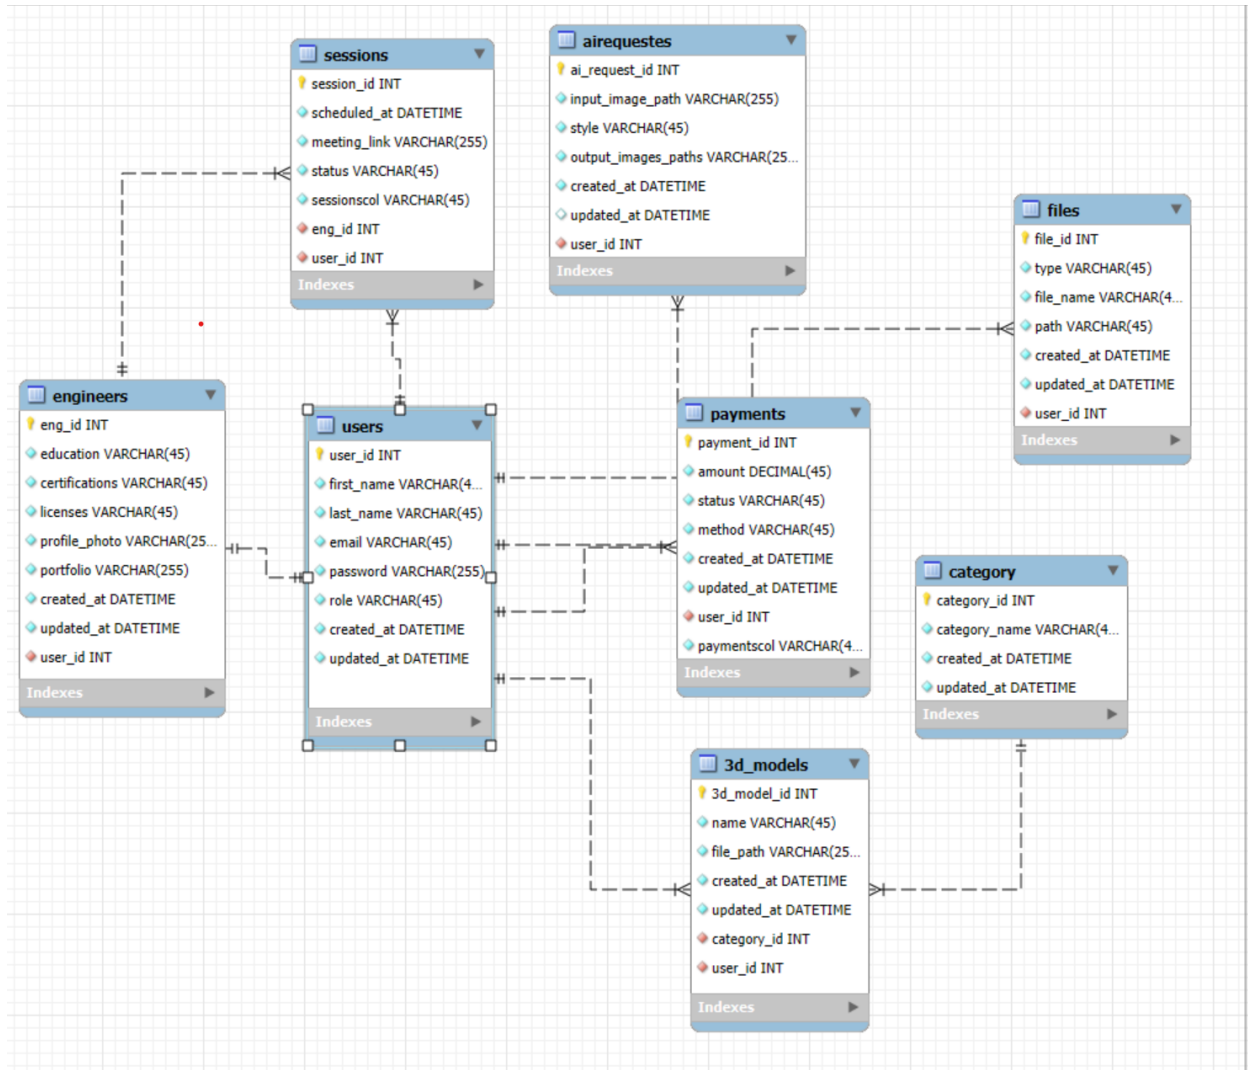 sessions
session_id INT
scheduled_at DATETIME
meeting_link VARCHAR(255)
status VARCHAR(45)
sessionscol VARCHAR(45)
eng_id INT
user_id INT
Indexes
airequestes
ai_request_id INT
input_image_path VARCHAR(255)
style VARCHAR(45)
output_images_paths VARCHAR(25...
created_at DATETIME
updated_at DATETIME
user_id INT
Indexes
files
file_id INT
type VARCHAR(45)
file_name VARCHAR(4...
path VARCHAR(45)
created_at DATETIME
updated_at DATETIME
user_id INT
Indexes
engineers
eng_id INT
education VARCHAR(45)
certifications VARCHAR(45)
licenses VARCHAR(45)
profile_photo VARCHAR(25...
portfolio VARCHAR(255)
created_at DATETIME
updated_at DATETIME
user_id INT
Indexes
users
user_id INT
first_name VARCHAR(4...
last_name VARCHAR(45)
email VARCHAR(45)
password VARCHAR(255)
role VARCHAR(45)
created_at DATETIME
updated_at DATETIME
Indexes
payments
payment_id INT
amount DECIMAL(45)
status VARCHAR(45)
method VARCHAR(45)
created_at DATETIME
updated_at DATETIME
user_id INT
paymentscol VARCHAR(4...
Indexes
category
category_id INT
category_name VARCHAR(4...
created_at DATETIME
updated_at DATETIME
Indexes
3d_models
3d_model_id INT
name VARCHAR(45)
file_path VARCHAR(25...
created_at DATETIME
updated_at DATETIME
category_id INT
user_id INT
Indexes